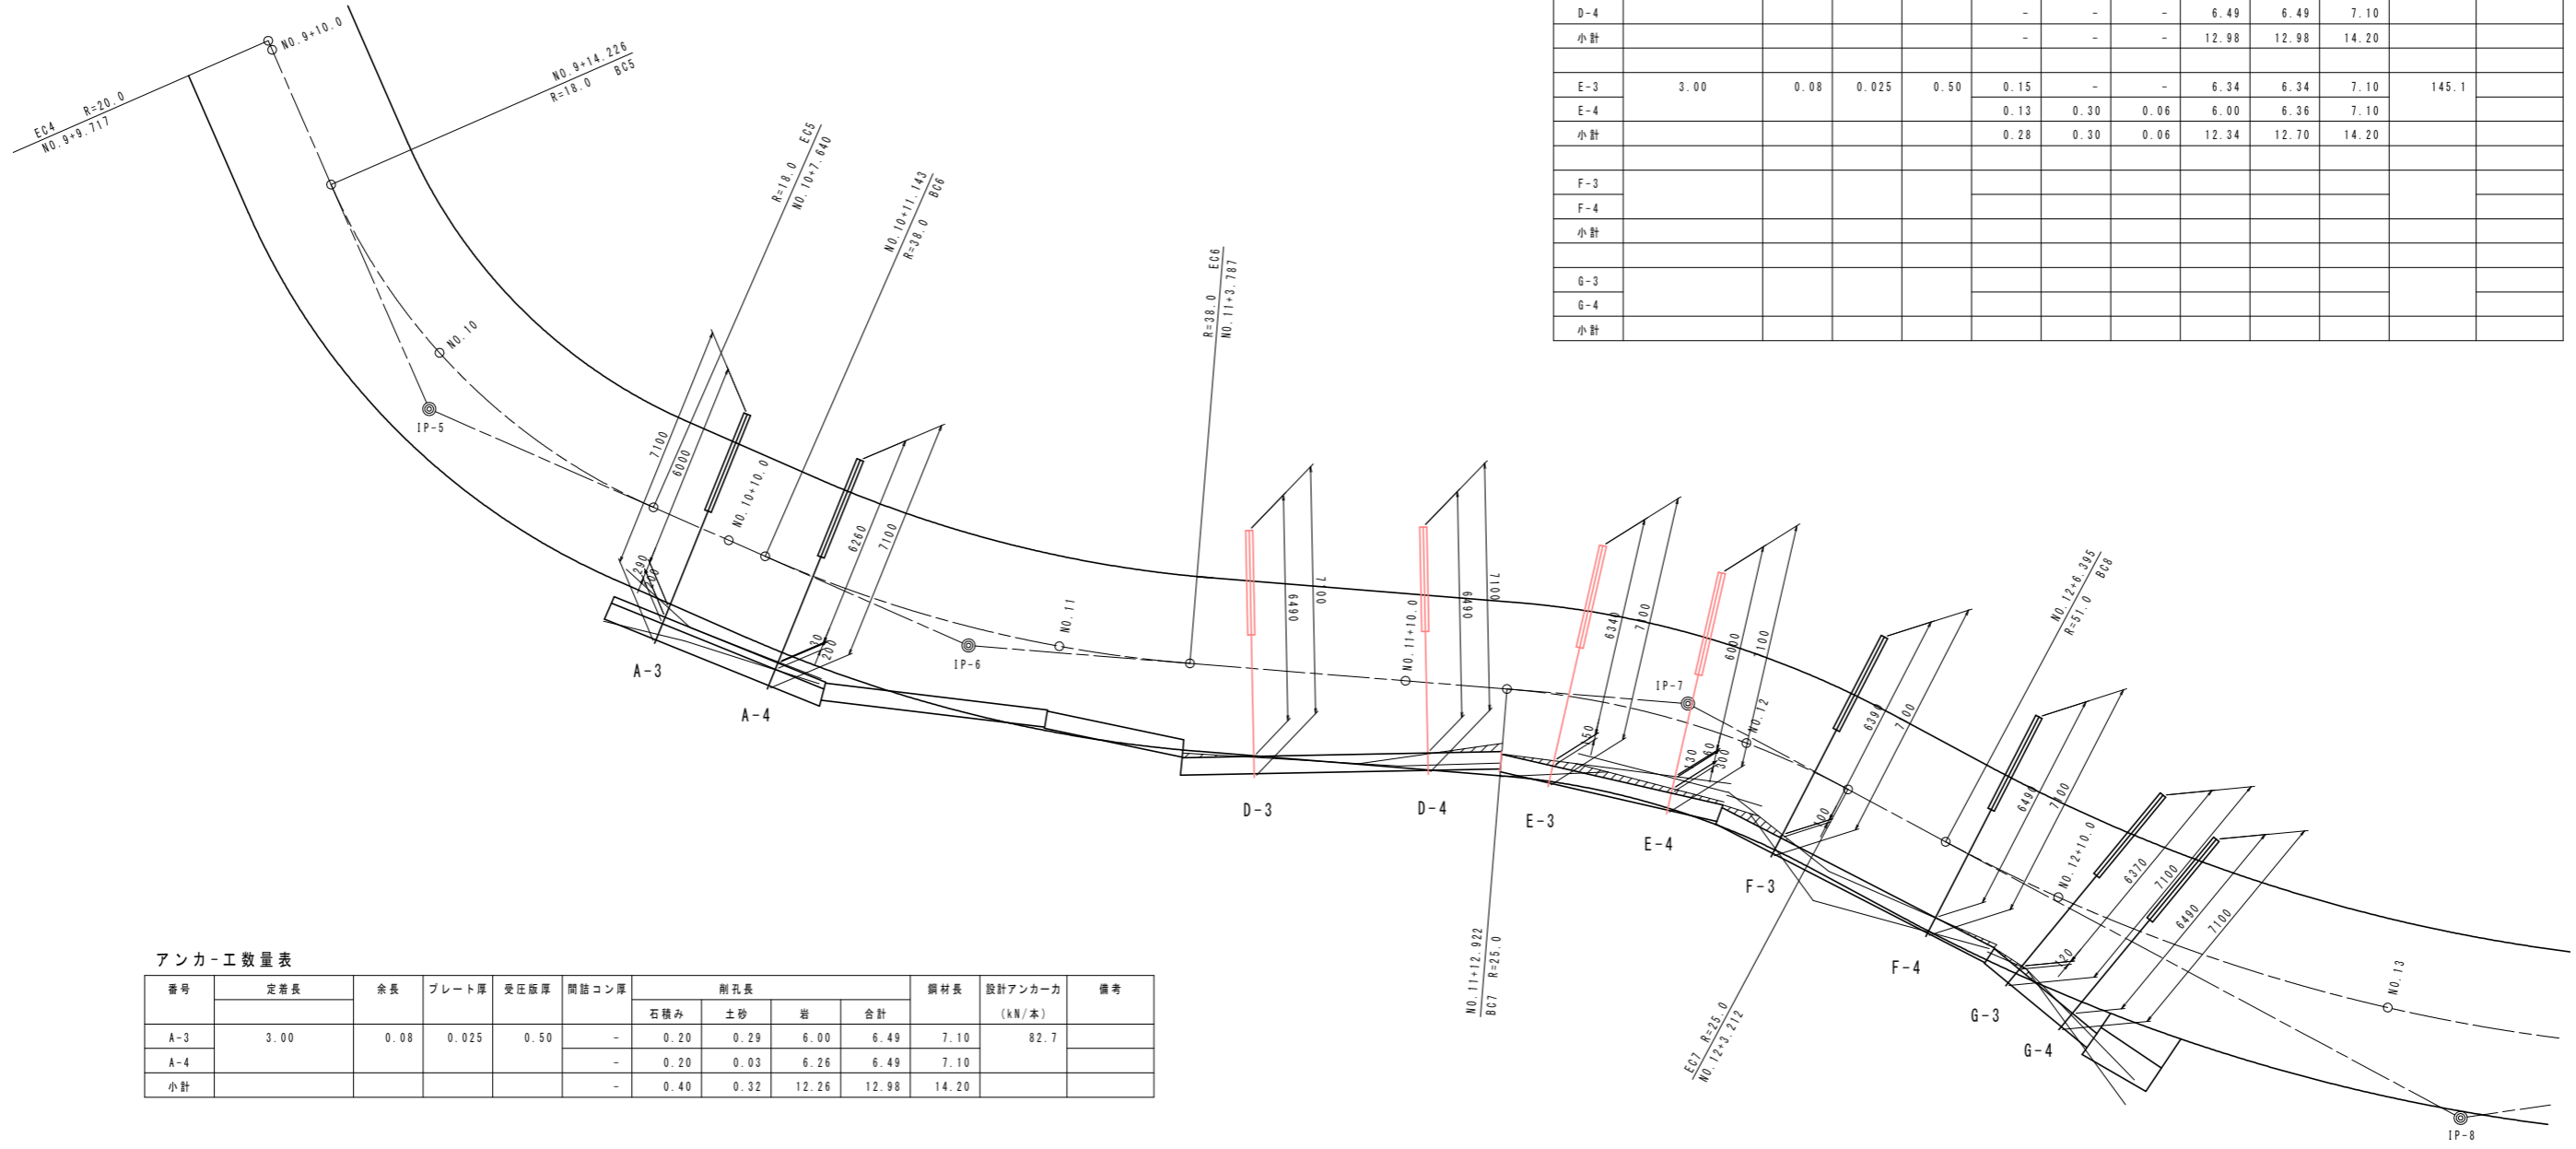 D-4 - - - 6.49 6.49 7.10
小計 - - - 12.98 12.98 14.20
E-3 3.00 0.08 0.025 0.50 0.15 - - 6.34 6.34 7.10 145.1
E-4 0.13 0.30 0.06 6.00 6.36 7.10
小計 0.28 0.30 0.06 12.34 12.70 14.20
F-3
F-4
小計
G-3
G-4
小計
NO.9+10.0
EC4 R=20.0
NO.9+9.717
NO.9+14.226
R=18.0 BC5
R=18.0 EC5
NO.10+7.640
NO.10+11.143
R=38.0 BC6
R=38.0 EC6
NO.11+3.787
NO.10
IP-5
7100
6000
290
200
NO.10+10.0
6260
7100
30
200
A-3
A-4
IP-6
NO.11
6490
7100
6490
7100
NO.11+10.0
D-3
D-4
6340
7100
150
6000
7100
130
60
300
IP-7
NO.12
E-3
E-4
NO.12+6.395
R=51.0 BC8
6390
7100
100
F-3
6490
7100
F-4
NO.12+10.0
6370
7100
120
6490
7100
G-3
G-4
NO.13
IP-8
NO.11+12.922
BC7 R=25.0
EC7 R=25.0
NO.12+3.212
アンカ-工数量表
番号 定着長 余長 プレート厚 受圧版厚 間詰コン厚 削孔長 鋼材長 設計アンカー力 備考
石積み 土砂 岩 合計 (kN/本)
A-3 3.00 0.08 0.025 0.50 - 0.20 0.29 6.00 6.49 7.10 82.7
A-4 - 0.20 0.03 6.26 6.49 7.10
小計 - 0.40 0.32 12.26 12.98 14.20